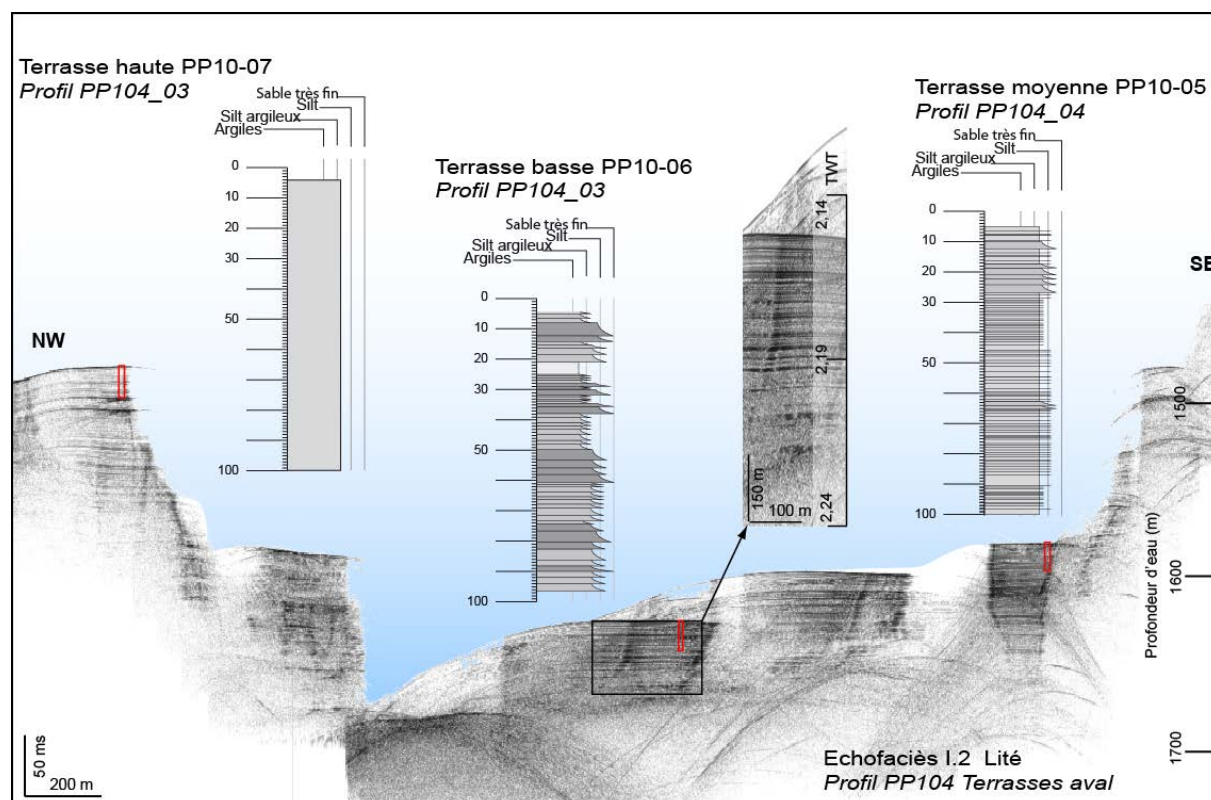 Terrasse haute PP10-07
Profil PP104_03
Sable très fin
Silt
Silt argileux
Argiles
0
10
20
30
50
100
NW
Terrasse basse PP10-06
Profil PP104_03
Sable très fin
Silt
Silt argileux
Argiles
0
10
20
30
50
100
TWT
2,14
2,19
2,24
150 m
100 m
Terrasse moyenne PP10-05
Profil PP104_04
Sable très fin
Silt
Silt argileux
Argiles
0
10
20
30
50
100
SE
1500
1600
1700
Profondeur d'eau (m)
50 ms
200 m
Echofaciès I.2 Lité
Profil PP104 Terrasses aval